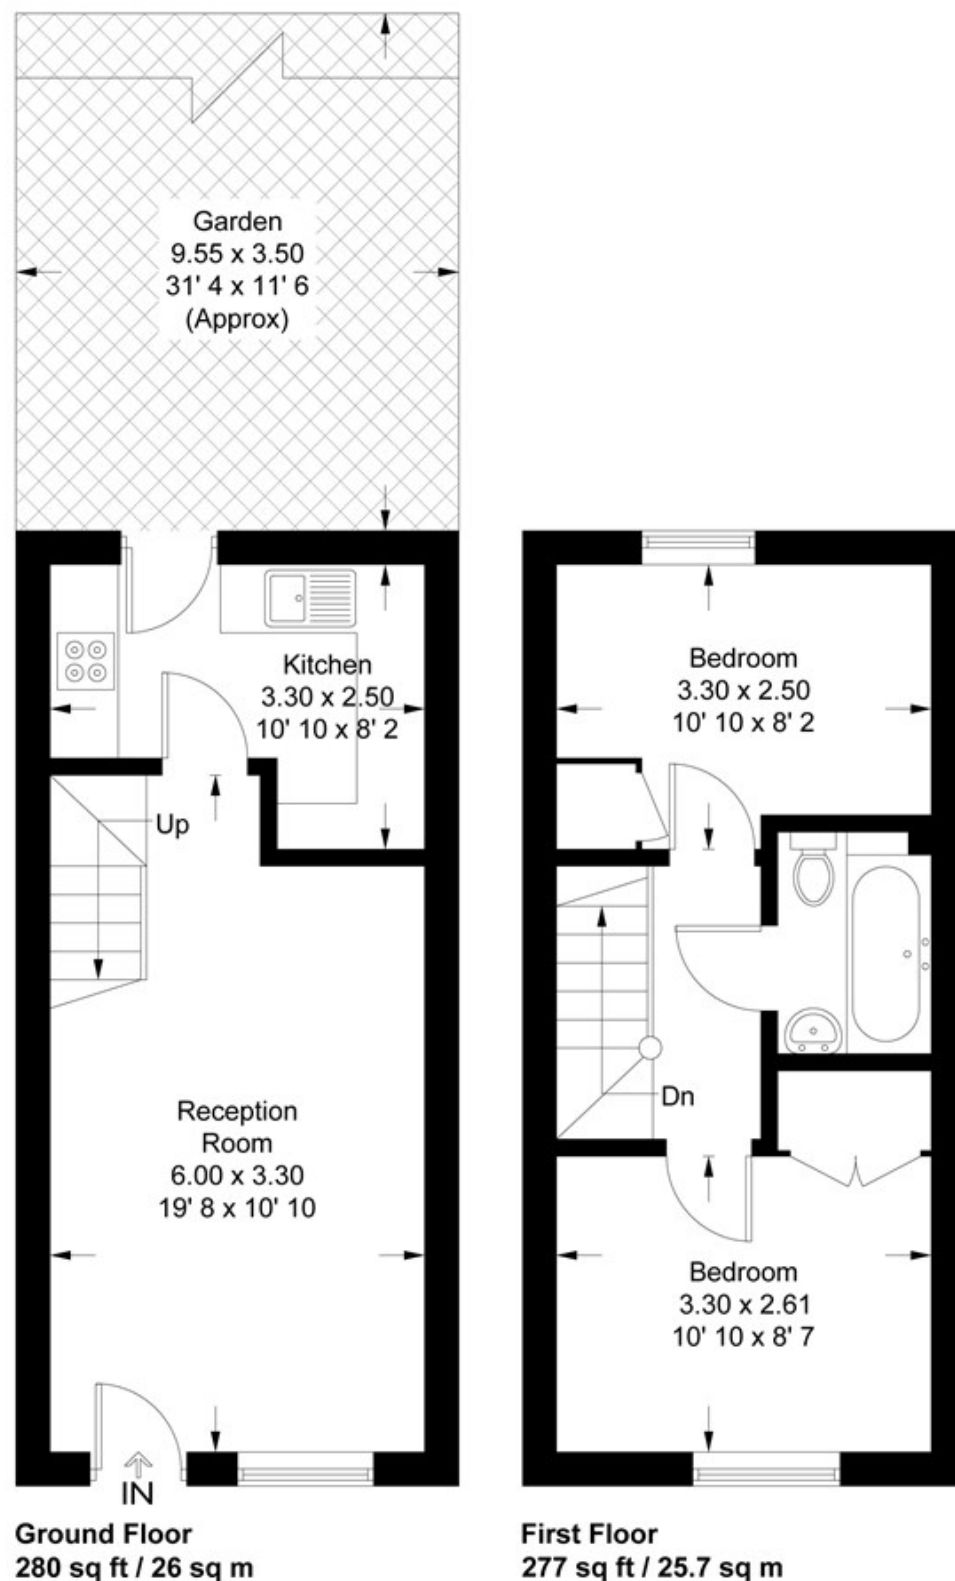 Garden
9.55 x 3.50
31' 4 x 11' 6
(Approx)
Kitchen
3.30 x 2.50
10' 10 x 8' 2
Up
Reception
Room
6.00 x 3.30
19' 8 x 10' 10
IN
Ground Floor
280 sq ft / 26 sq m
Bedroom
3.30 x 2.50
10' 10 x 8' 2
Dn
Bedroom
3.30 x 2.61
10' 10 x 8' 7
First Floor
277 sq ft / 25.7 sq m